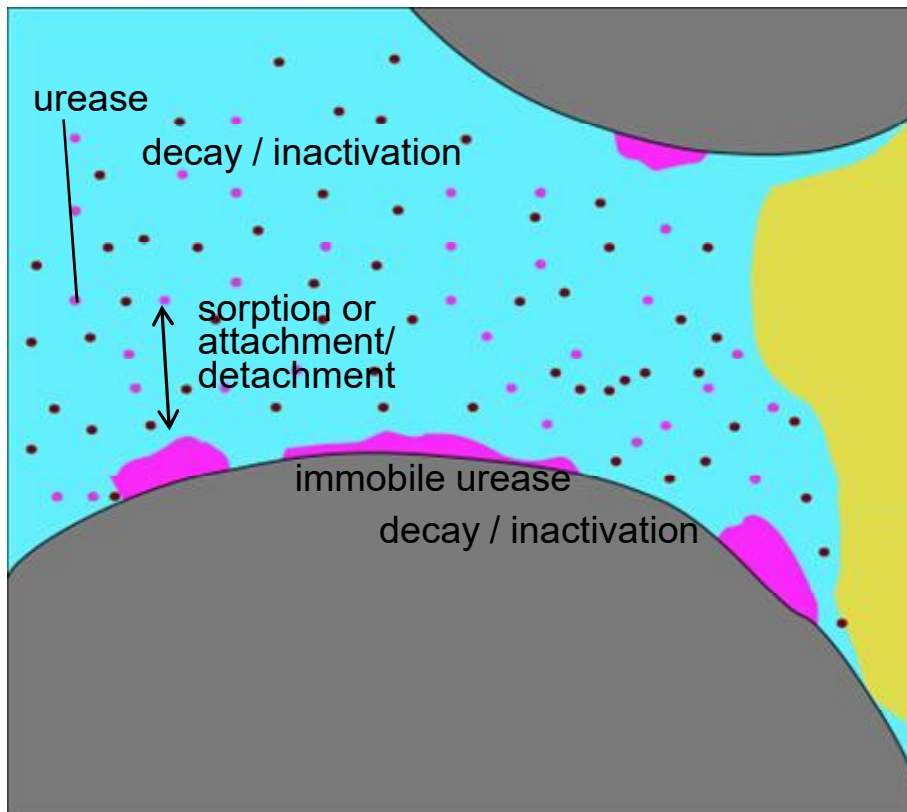 urease
decay / inactivation
sorption or
attachment/
detachment
immobile urease
decay / inactivation